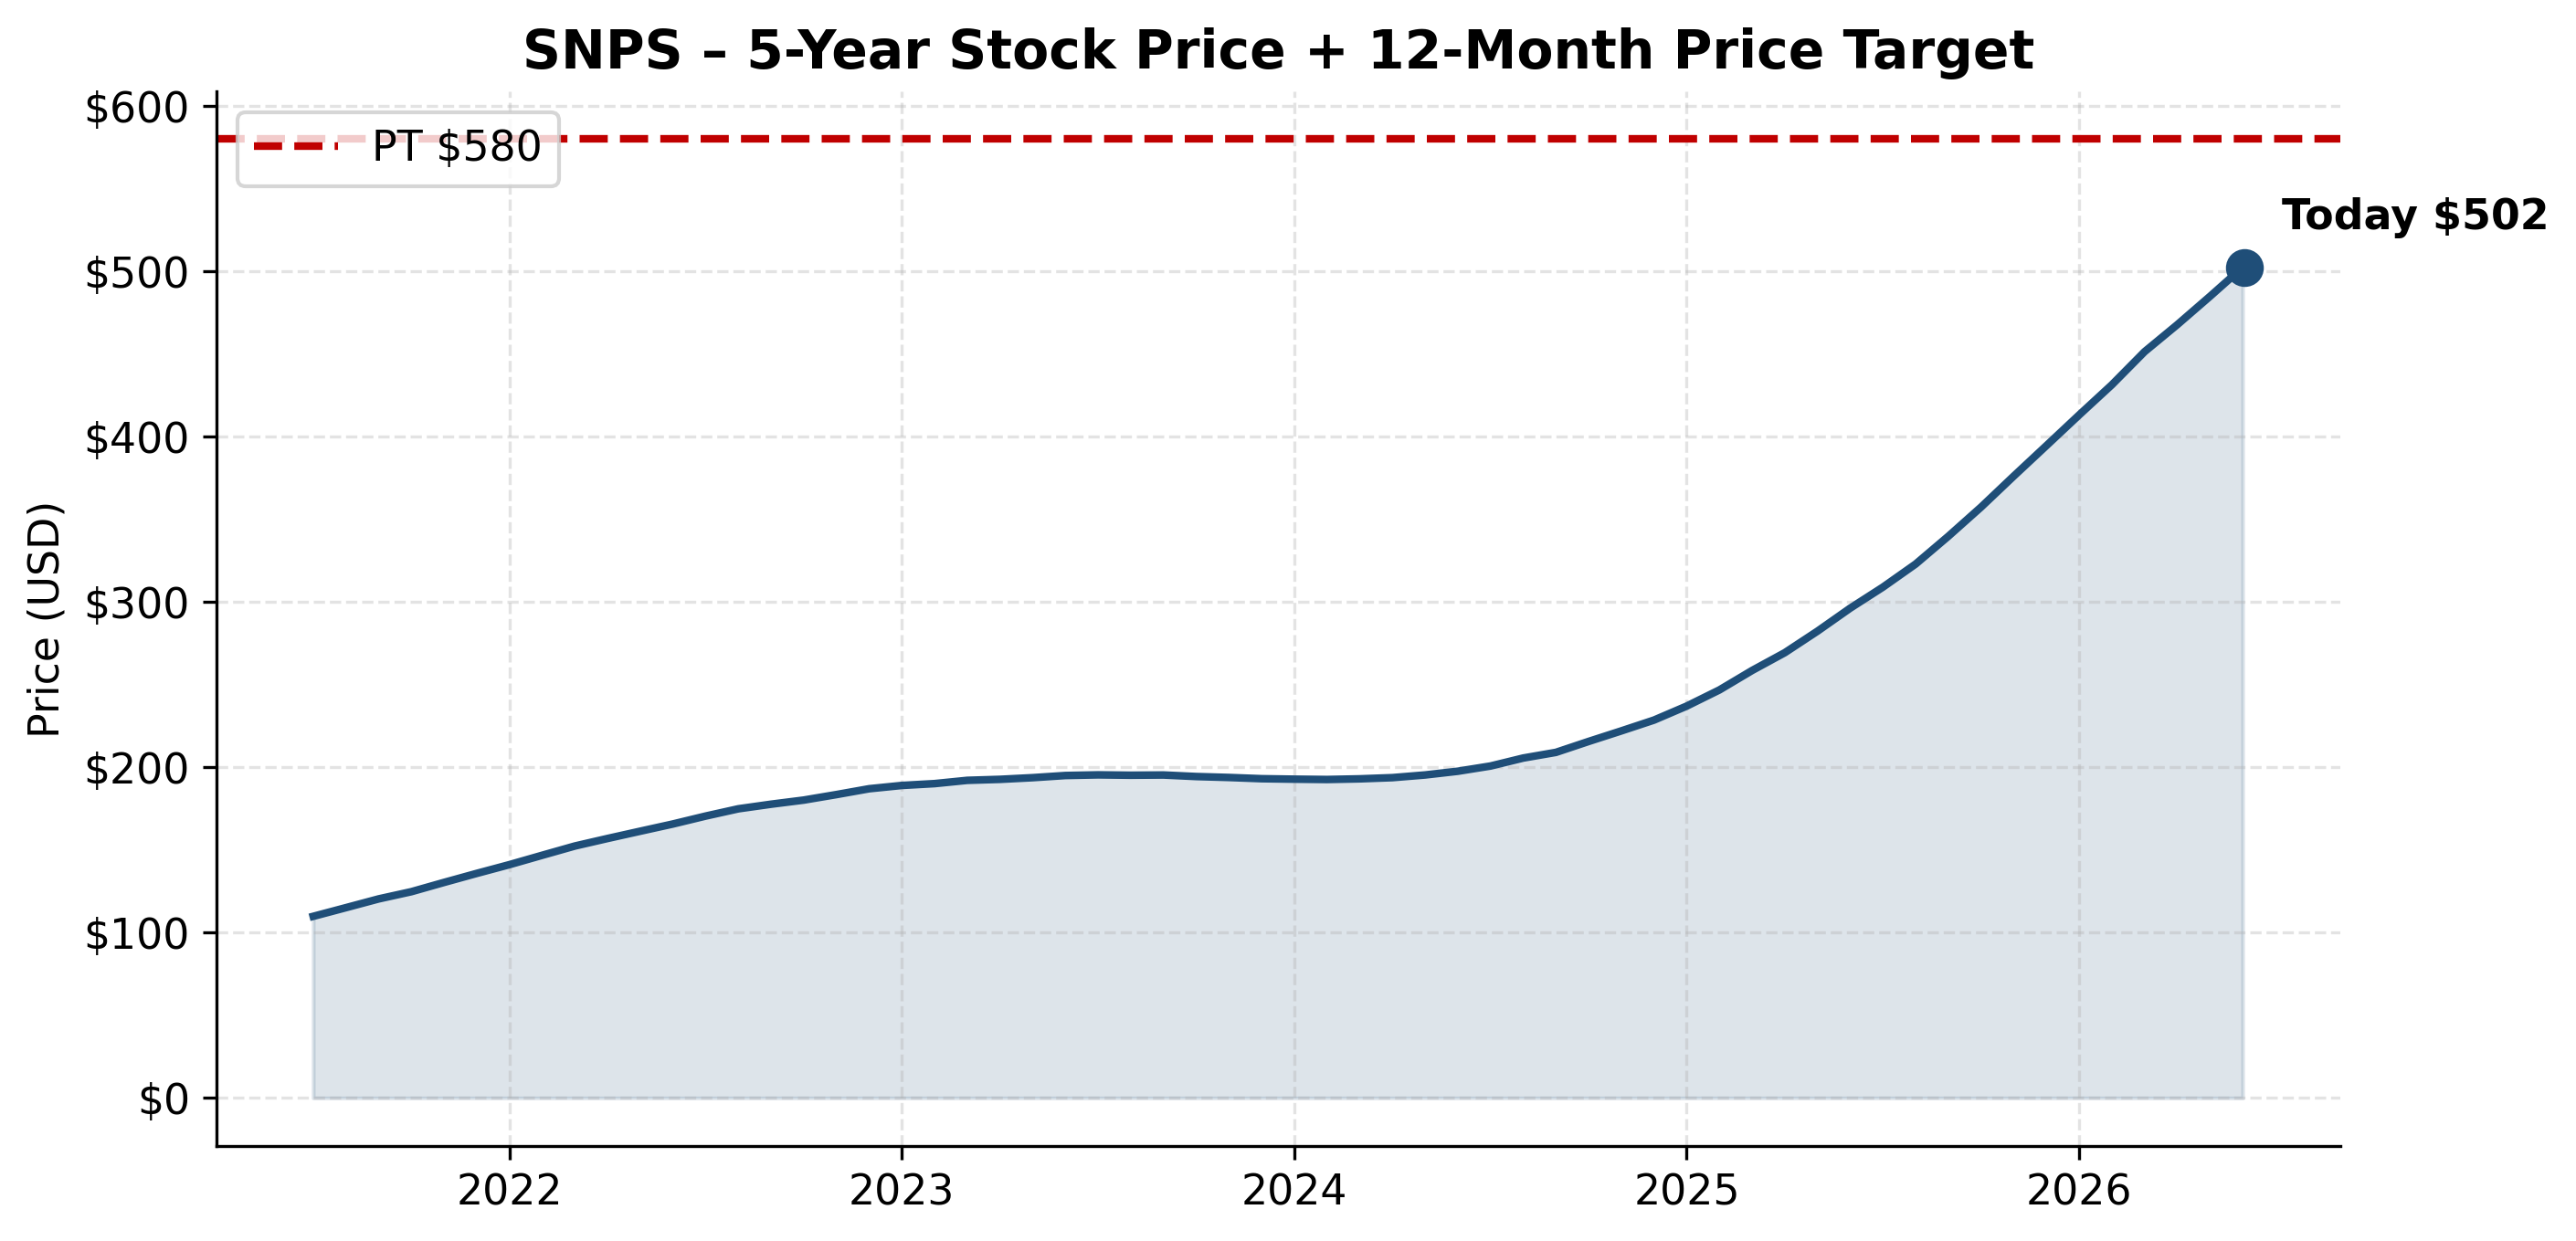 SNPS – 5-Year Stock Price + 12-Month Price Target
$600
PT $580
Today $502
$500
$400
$300
$200
$100
$0
Price (USD)
2022 2023 2024 2025 2026